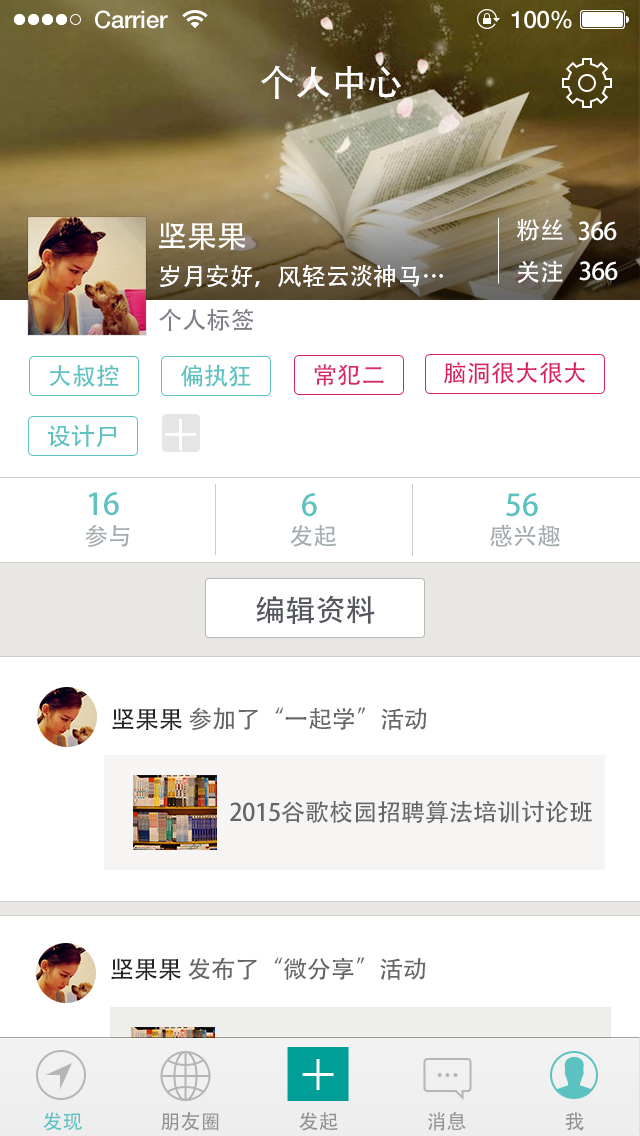 Carrier 100%
个人中心
坚果果
粉丝 366
岁月安好，风轻云淡神马…
关注 366
个人标签
大叔控 偏执狂 常犯二 脑洞很大很大
设计尸
16 6 56
参与 发起 感兴趣
编辑资料
坚果果 参加了“一起学”活动
2015谷歌校园招聘算法培训讨论班
坚果果 发布了“微分享”活动
发现 朋友圈 发起 消息 我